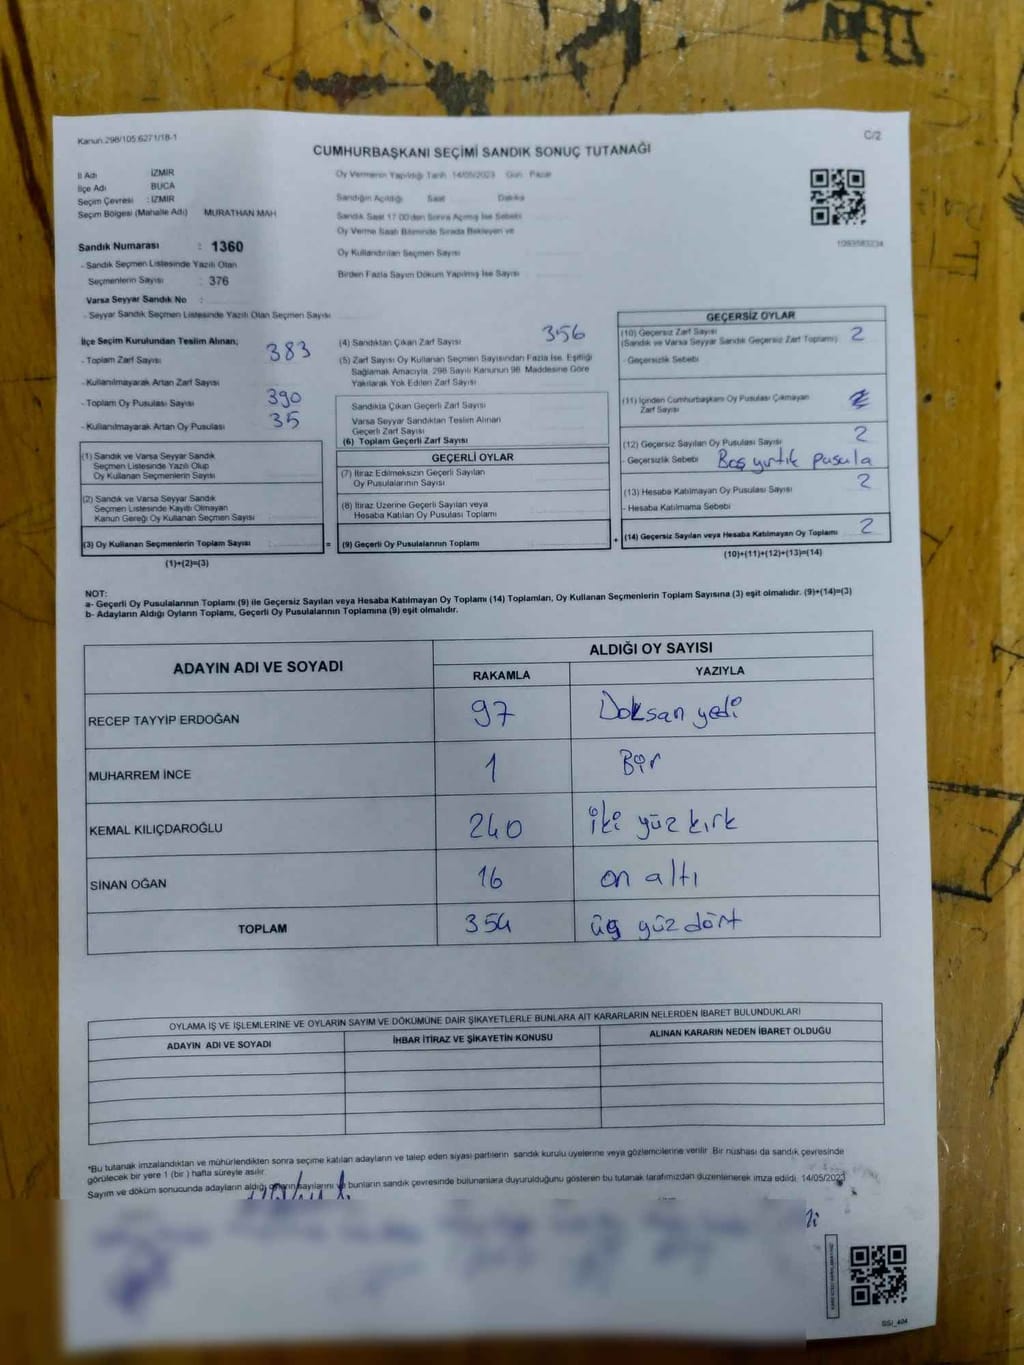 Kanun.298/105:6271/18-1
C/2
CUMHURBAŞKANI SEÇİMİ SANDIK SONUÇ TUTANAĞI
İl Adı İZMİR
İlçe Adı BUCA
Seçim Çevresi : İZMİR
Seçim Bölgesi (Mahalle Adı) MURATHAN MAH
Sandık Numarası : 1360
- Sandık Seçmen Listesinde Yazılı Olan
Seçmenlerin Sayısı : 376
Varsa Seyyar Sandık No :
- Seyyar Sandık Seçmen Listesinde Yazılı Olan Seçmen Sayısı
Oy Vermenin Yapıldığı Tarih 14/05/2023 Gün Pazar
Sandığın Açıldığı Saat Dakika
Sandık Saat 17.00'den Sonra Açılmış İse Sebebi
Oy Verme Saati Bitiminde Sırada Bekleyen ve
Oy Kullandırılan Seçmen Sayısı
Birden Fazla Sayım Döküm Yapılmış İse Sayısı
1093583234
İlçe Seçim Kurulundan Teslim Alınan;
- Toplam Zarf Sayısı 383
- Kullanılmayarak Artan Zarf Sayısı
- Toplam Oy Pusulası Sayısı 390
- Kullanılmayarak Artan Oy Pusulası 35
(1) Sandık ve Varsa Seyyar Sandık
Seçmen Listesinde Yazılı Olup
Oy Kullanan Seçmenlerin Sayısı
(2) Sandık ve Varsa Seyyar Sandık
Seçmen Listesinde Kayıtlı Olmayan
Kanun Gereği Oy Kullanan Seçmen Sayısı
(3) Oy Kullanan Seçmenlerin Toplam Sayısı =
(1)+(2)=(3)
(4) Sandıktan Çıkan Zarf Sayısı 356
(5) Zarf Sayısı Oy Kullanan Seçmen Sayısından Fazla İse, Eşitliği
Sağlamak Amacıyla, 298 Sayılı Kanunun 98. Maddesine Göre
Yakılarak Yok Edilen Zarf Sayısı
Sandıkta Çıkan Geçerli Zarf Sayısı
Varsa Seyyar Sandıktan Teslim Alınan
Geçerli Zarf Sayısı
(6) Toplam Geçerli Zarf Sayısı
GEÇERLİ OYLAR
(7) İtiraz Edilmeksizin Geçerli Sayılan
Oy Pusulalarının Sayısı
(8) İtiraz Üzerine Geçerli Sayılan veya
Hesaba Katılan Oy Pusulası Toplamı
(9) Geçerli Oy Pusulalarının Toplamı +
GEÇERSİZ OYLAR
(10) Geçersiz Zarf Sayısı 2
(Sandık ve Varsa Seyyar Sandık Geçersiz Zarf Toplamı)
- Geçersizlik Sebebi
(11) İçinden Cumhurbaşkanı Oy Pusulası Çıkmayan
Zarf Sayısı
(12) Geçersiz Sayılan Oy Pusulası Sayısı 2
- Geçersizlik Sebebi Boş yırtık pusula
(13) Hesaba Katılmayan Oy Pusulası Sayısı 2
- Hesaba Katılmama Sebebi
(14) Geçersiz Sayılan veya Hesaba Katılmayan Oy Toplamı 2
(10)+(11)+(12)+(13)=(14)
NOT:
a- Geçerli Oy Pusulalarının Toplamı (9) ile Geçersiz Sayılan veya Hesaba Katılmayan Oy Toplamı (14) Toplamları, Oy Kullanan Seçmenlerin Toplam Sayısına (3) eşit olmalıdır. (9)+(14)=(3)
b- Adayların Aldığı Oyların Toplamı, Geçerli Oy Pusulalarının Toplamına (9) eşit olmalıdır.
ADAYIN ADI VE SOYADI ALDIĞI OY SAYISI
RAKAMLA YAZIYLA
RECEP TAYYİP ERDOĞAN 97 Doksan yedi
MUHARREM İNCE 1 Bir
KEMAL KILIÇDAROĞLU 240 iki yüz kırk
SİNAN OĞAN 16 on altı
TOPLAM 354 üç yüz dört
OYLAMA İŞ VE İŞLEMLERİNE VE OYLARIN SAYIM VE DÖKÜMÜNE DAİR ŞİKAYETLERLE BUNLARA AİT KARARLARIN NELERDEN İBARET BULUNDUKLARI
ADAYIN ADI VE SOYADI İHBAR İTİRAZ VE ŞİKAYETİN KONUSU ALINAN KARARIN NEDEN İBARET OLDUĞU
*Bu tutanak imzalandıktan ve mühürlendikten sonra seçime katılan adayların ve talep eden siyasi partilerin sandık kurulu üyelerine veya gözlemcilerine verilir. Bir nüshası da sandık çevresinde
görülecek bir yere 1 (bir) hafta süreyle asılır.
Sayım ve döküm sonucunda adayların aldığı oyların sayılarını ve bunların sandık çevresinde bulunanlara duyurulduğunu gösteren bu tutanak tarafımızdan düzenlenerek imza edildi. 14/05/2023
SSI_404